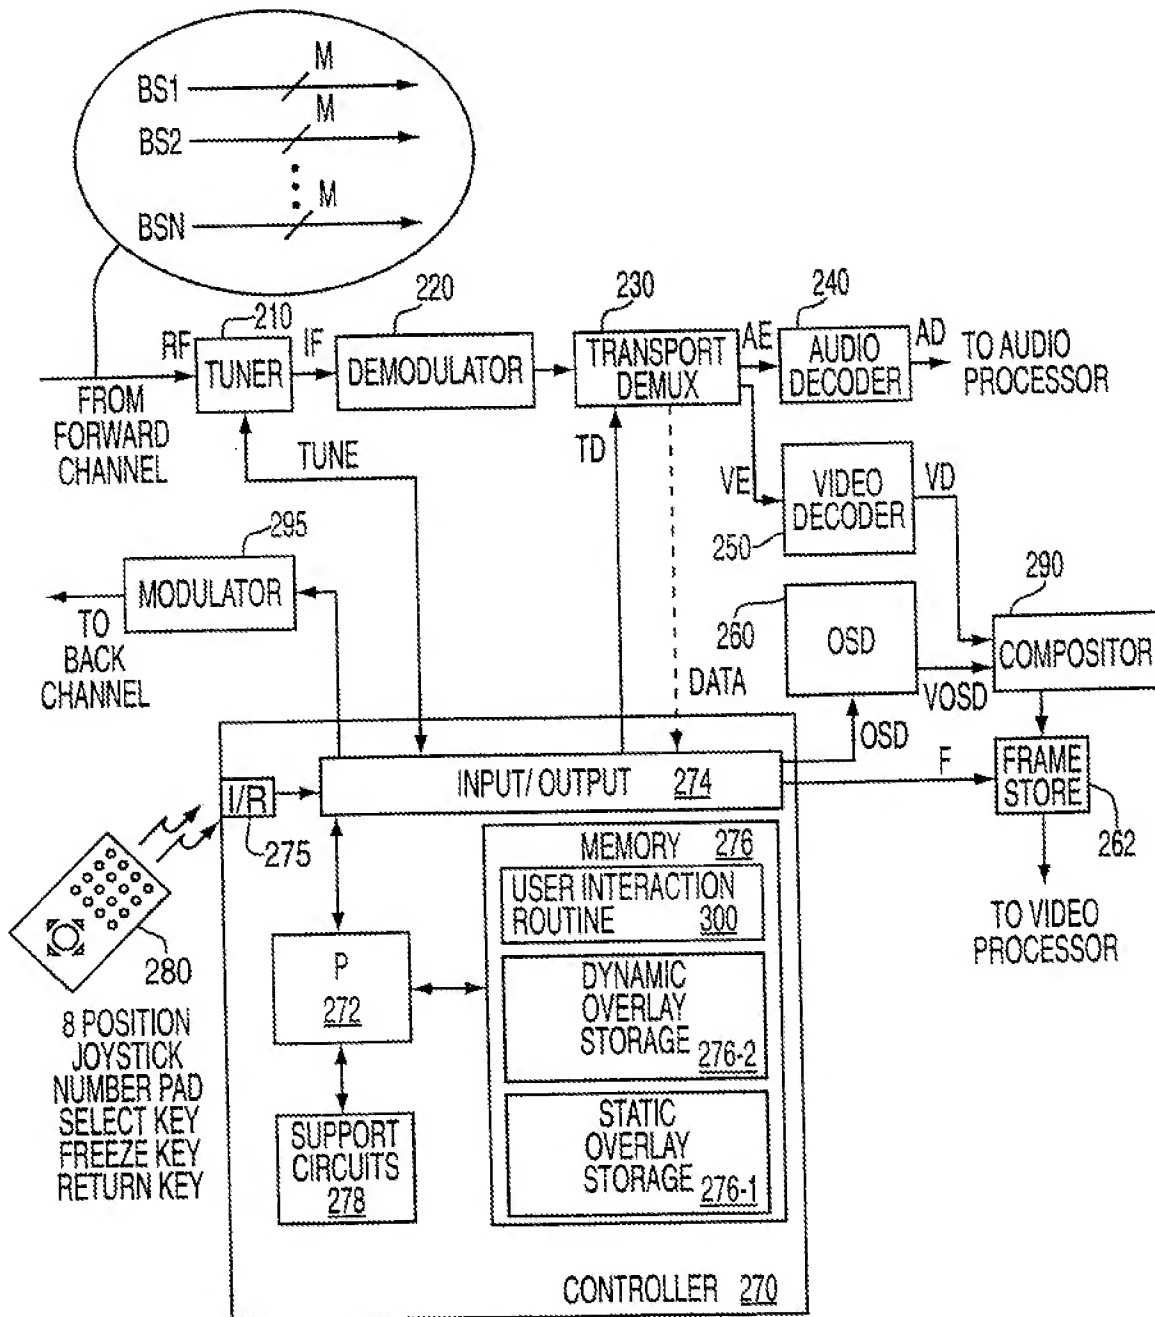 BS1
M
BS2
M
BSN
M
RF
210
TUNER
IF
220
DEMODULATOR
230
TRANSPORT
DEMUX
AE
240
AUDIO
DECODER
AD
TO AUDIO
PROCESSOR
FROM
FORWARD
CHANNEL
TUNE
TD
VE
VIDEO
DECODER
250
VD
295
MODULATOR
TO
BACK
CHANNEL
DATA
260
OSD
VOSD
290
COMPOSITOR
OSD
F
FRAME
STORE
262
TO VIDEO
PROCESSOR
INPUT/ OUTPUT 274
I/R
275
280
8 POSITION
JOYSTICK
NUMBER PAD
SELECT KEY
FREEZE KEY
RETURN KEY
P
272
SUPPORT
CIRCUITS
278
MEMORY 276
USER INTERACTION
ROUTINE 300
DYNAMIC
OVERLAY
STORAGE
276-2
STATIC
OVERLAY
STORAGE
276-1
CONTROLLER 270